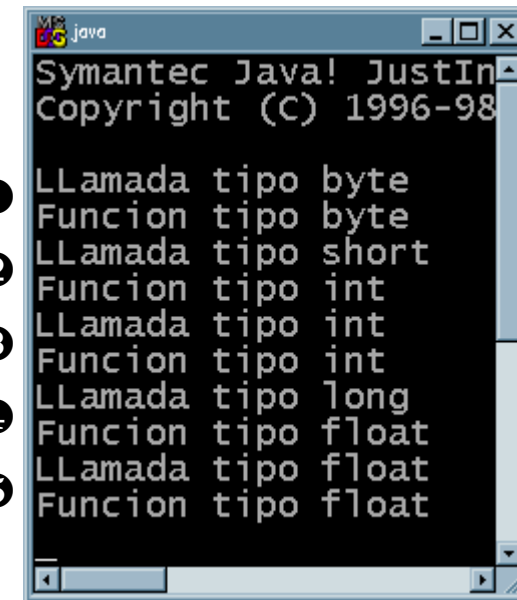 java
Symantec Java! JustIn
Copyright (C) 1996-98
LLamada tipo byte
Funcion tipo byte
LLamada tipo short
Funcion tipo int
LLamada tipo int
Funcion tipo int
LLamada tipo long
Funcion tipo float
LLamada tipo float
Funcion tipo float